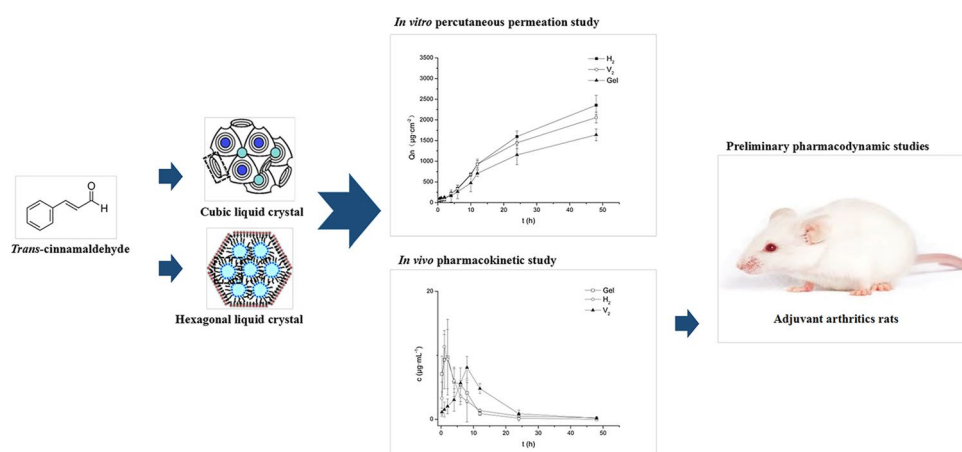 In vitro percutaneous permeation study
H₂
V₂
Gel
3500
3000
2500
2000
1500
1000
500
0
Qn (μg·cm⁻²)
0 10 20 30 40 50
t (h)
O
H
Trans-cinnamaldehyde
Cubic liquid crystal
Hexagonal liquid crystal
In vivo pharmacokinetic study
Gel
H₂
V₂
20
0
c (μg·mL⁻¹)
0 10 20 30 40 50
t (h)
Preliminary pharmacodynamic studies
Adjuvant arthritics rats